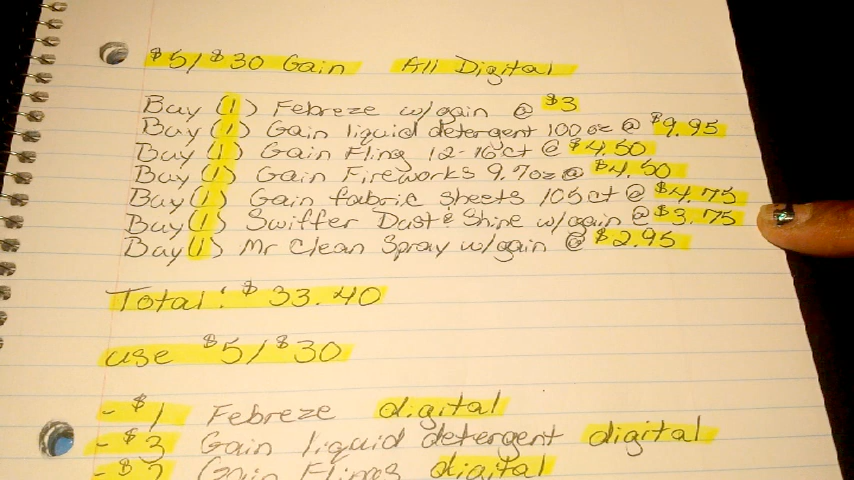 $5/$30 Gain All Digital
Buy (1) Febreze w/gain @ $3
Buy (1) Gain liquid detergent 100oz @ $9.95
Buy (1) Gain Fling 12-16ct @ $4.50
Buy (1) Gain Fireworks 9.7oz @ $4.50
Buy (1) Gain fabric sheets 105ct @ $4.75
Buy (1) Swiffer Dust & Shine w/gain @ $3.75
Buy (1) Mr Clean Spray w/gain @ $2.95
Total: $33.40
use $5/$30
- $1 Febreze digital
- $3 Gain liquid detergent digital
Gain Flings digital